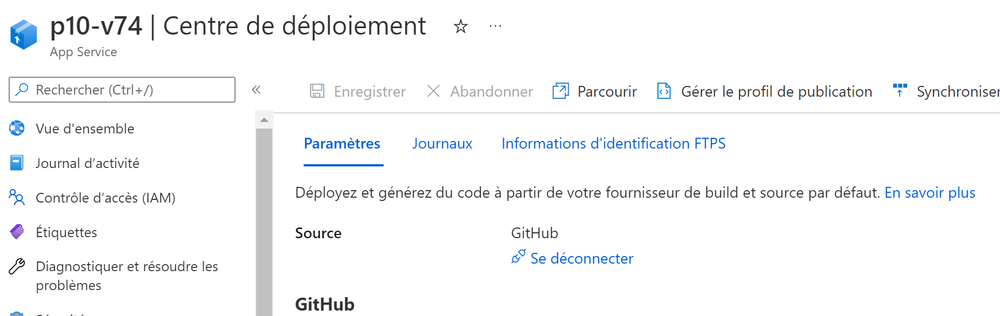 p10-v74 | Centre de déploiement
App Service
Rechercher (Ctrl+/)
Enregistrer
Abandonner
Parcourir
Gérer le profil de publication
Synchroniser
Vue d'ensemble
Journal d’activité
Contrôle d’accès (IAM)
Étiquettes
Diagnostiquer et résoudre les
problèmes
Paramètres
Journaux
Informations d'identification FTPS
Déployez et générez du code à partir de votre fournisseur de build et source par défaut. En savoir plus
Source
GitHub
Se déconnecter
GitHub